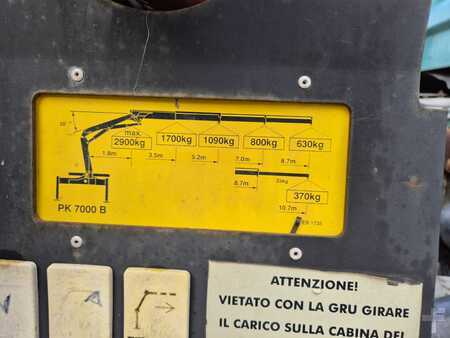 max.
2900kg 1700kg 1090kg 800kg 630kg
1.8m 3.5m 5.2m 7.0m 8.7m
8.7m
370kg
10.7m
PK 7000 B
A
ATTENZIONE!
VIETATO CON LA GRU GIRARE
IL CARICO SULLA CABINA DEL